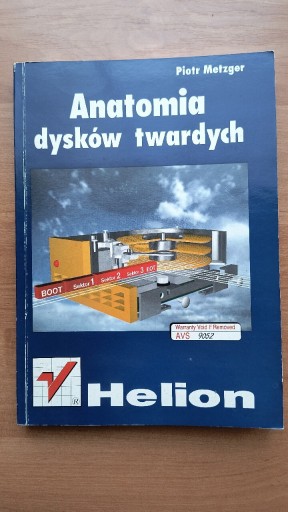 Piotr Metzger
Anatomia
dysków twardych
BOOT Sektor 1 Sektor 2 Sektor 3 EOT
Warranty Void if Removed
AVS 9052
® Helion